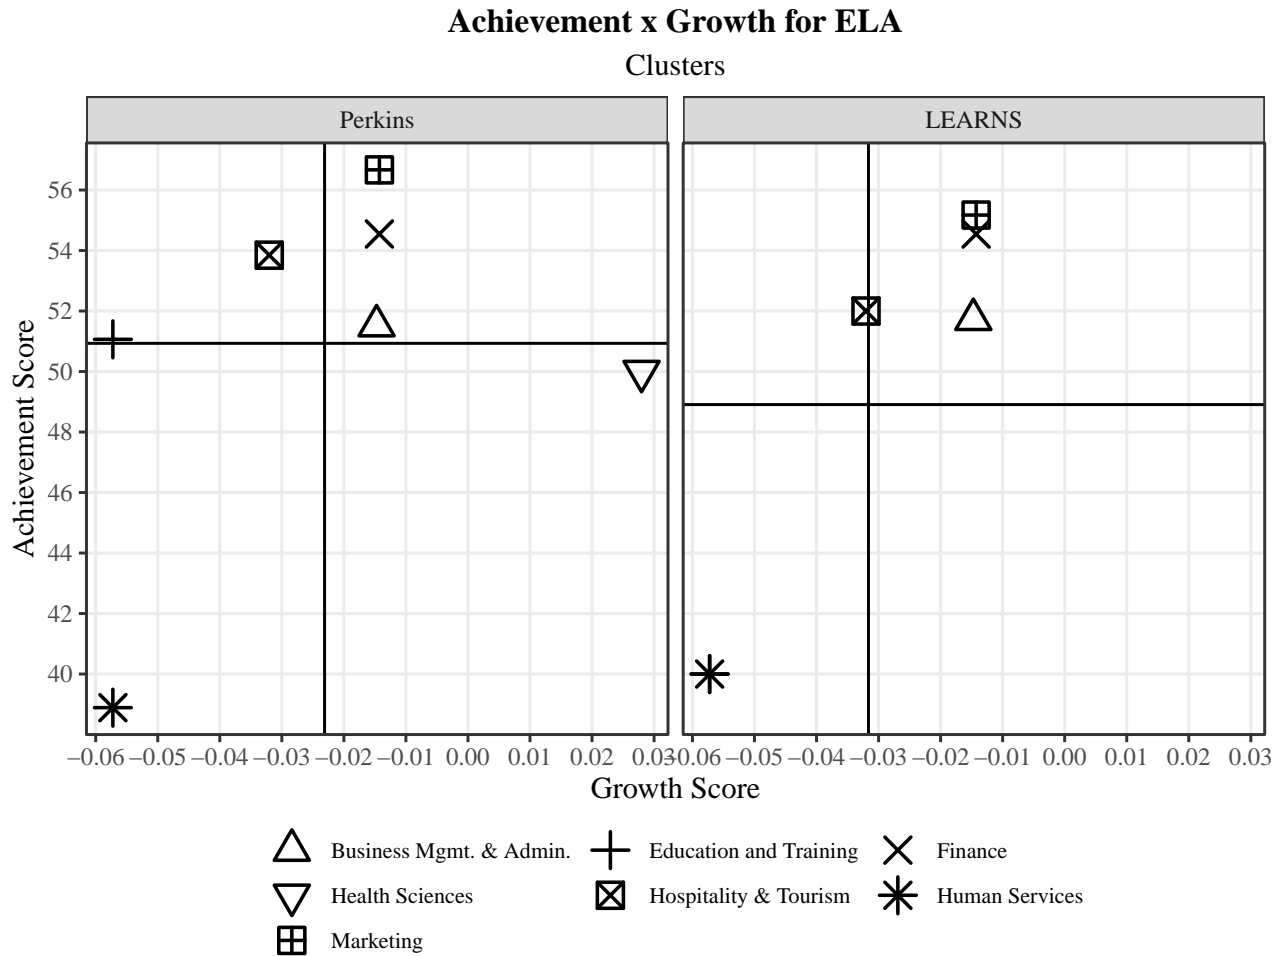 Achievement x Growth for ELA
Clusters
Perkins
LEARNS
Achievement Score
56
54
52
50
48
46
44
42
40
−0.06 −0.05 −0.04 −0.03 −0.02 −0.01 0.00 0.01 0.02 0.03
−0.06 −0.05 −0.04 −0.03 −0.02 −0.01 0.00 0.01 0.02 0.03
Growth Score
Business Mgmt. & Admin. Education and Training Finance
Health Sciences Hospitality & Tourism Human Services
Marketing